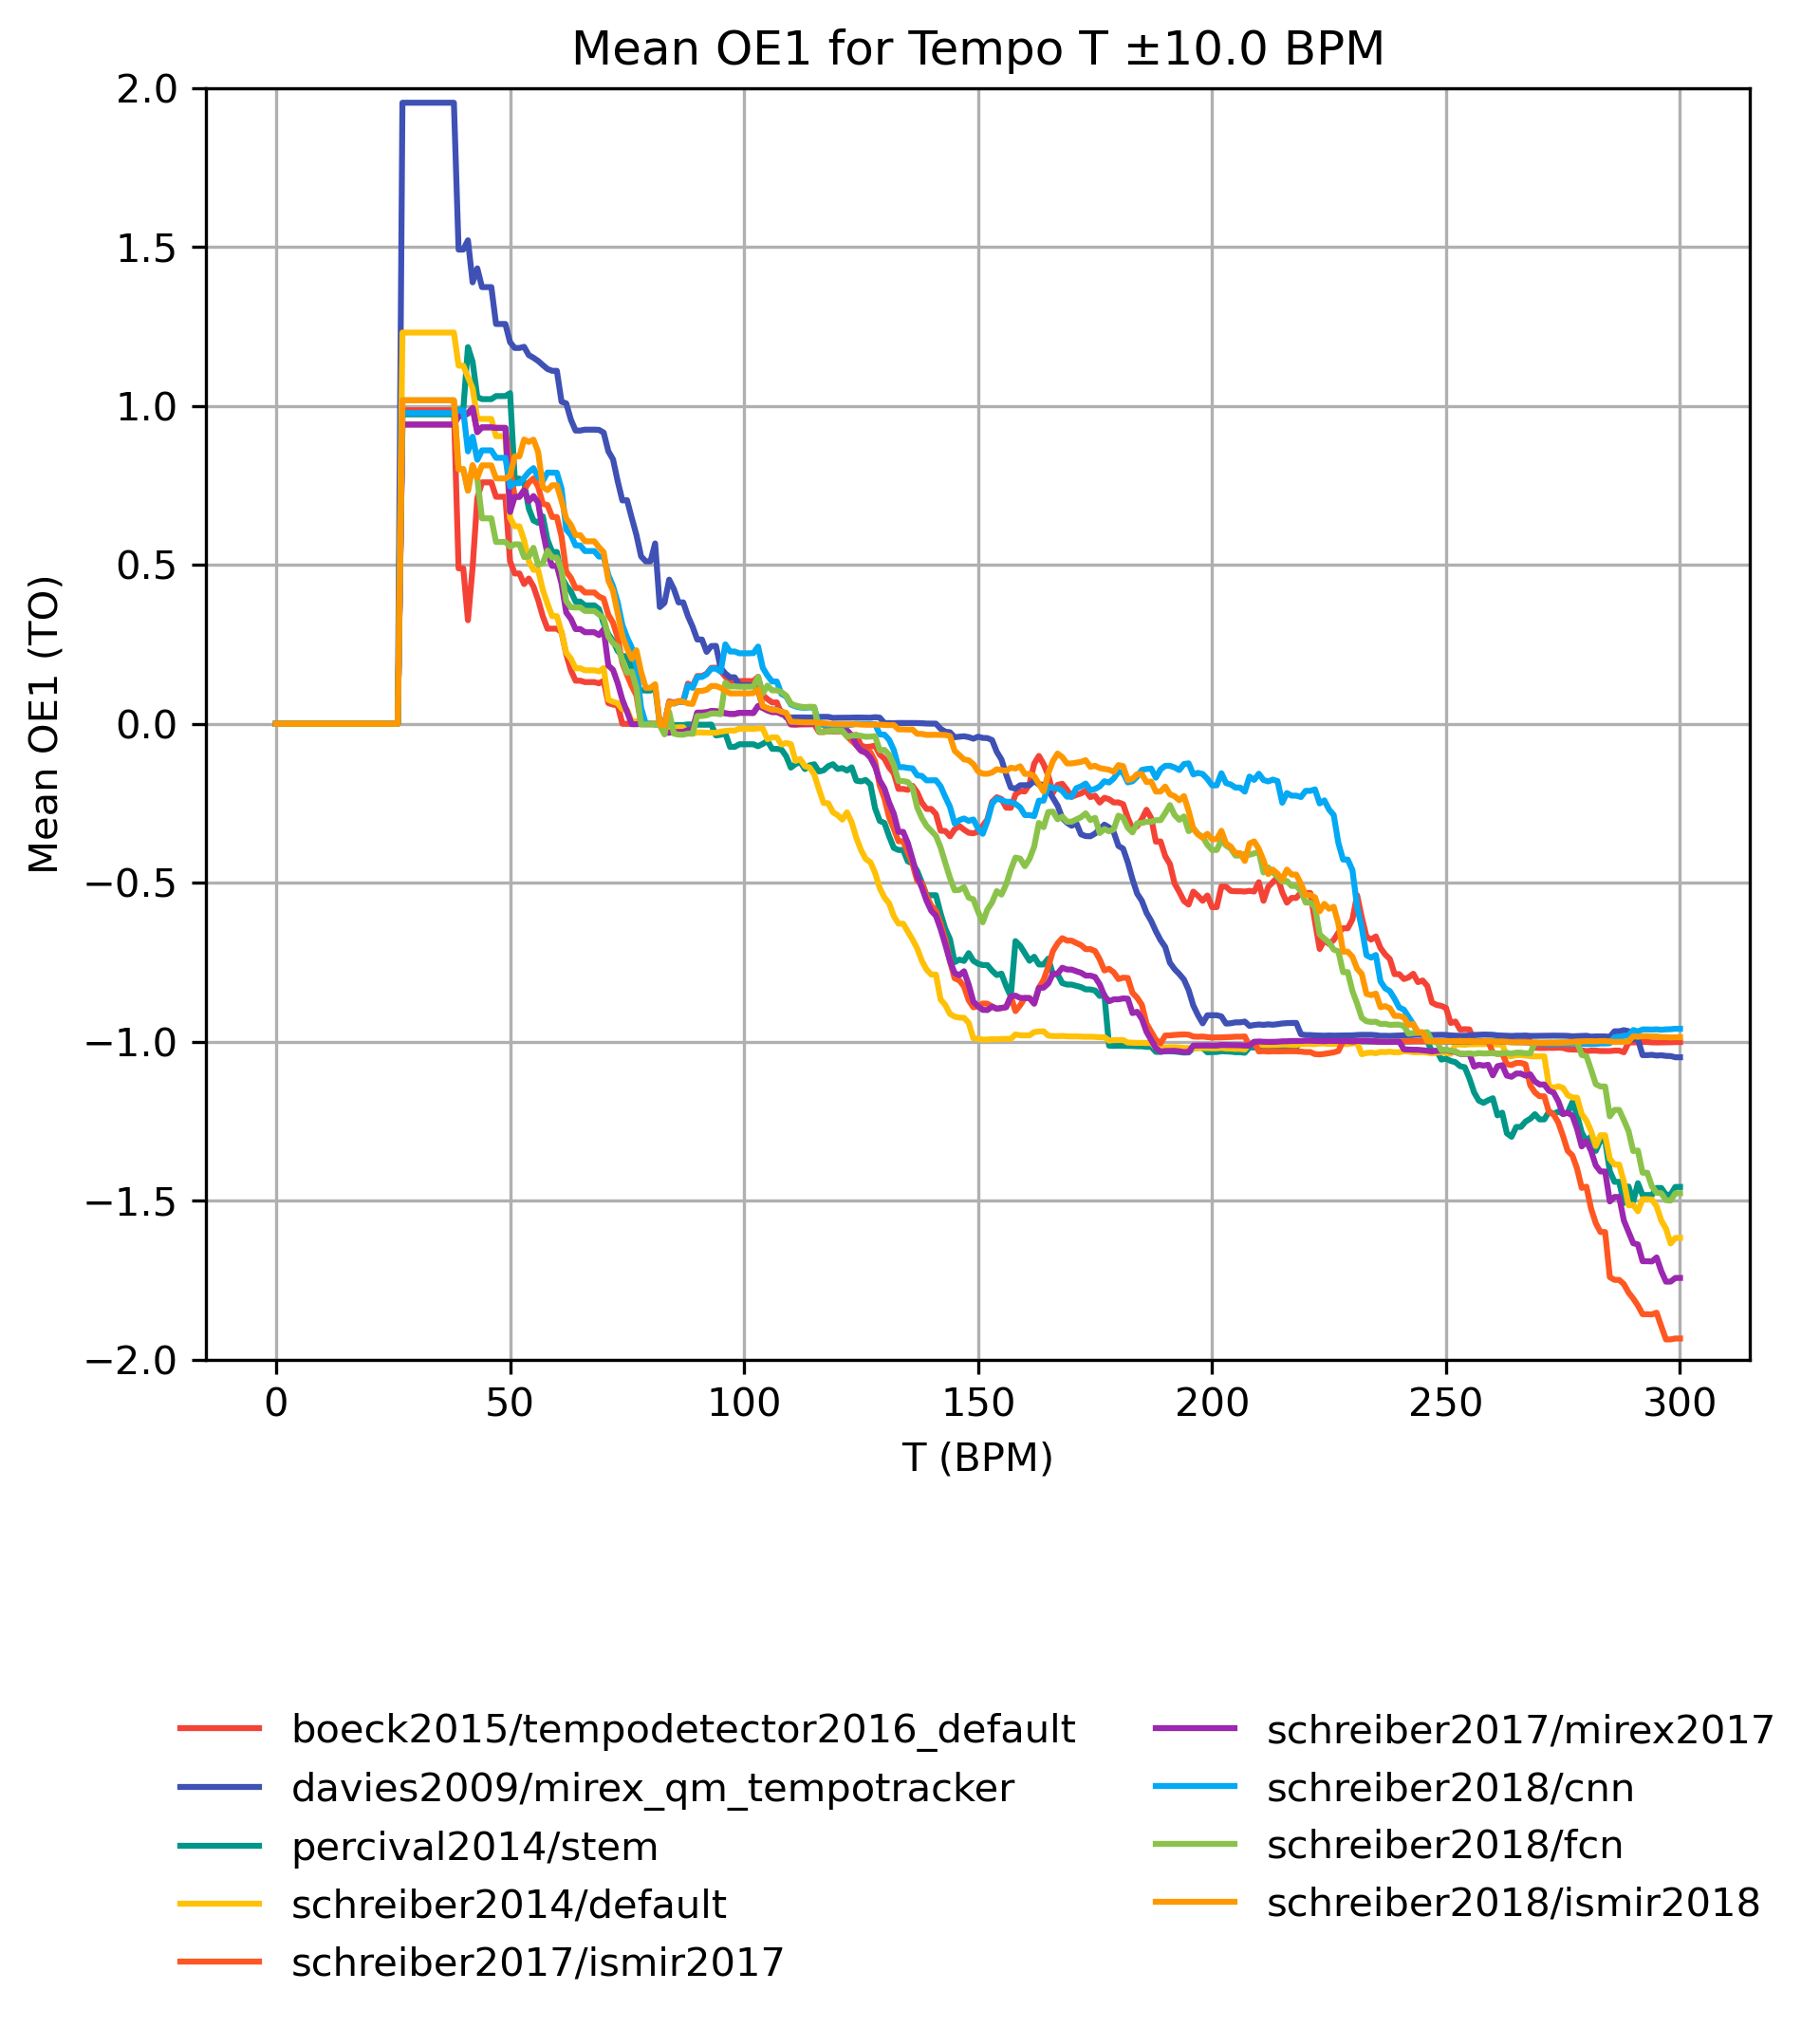 Mean OE1 for Tempo T ±10.0 BPM
2.0
1.5
1.0
0.5
0.0
−0.5
−1.0
−1.5
−2.0
Mean OE1 (TO)
0 50 100 150 200 250 300
T (BPM)
boeck2015/tempodetector2016_default
davies2009/mirex_qm_tempotracker
percival2014/stem
schreiber2014/default
schreiber2017/ismir2017
schreiber2017/mirex2017
schreiber2018/cnn
schreiber2018/fcn
schreiber2018/ismir2018